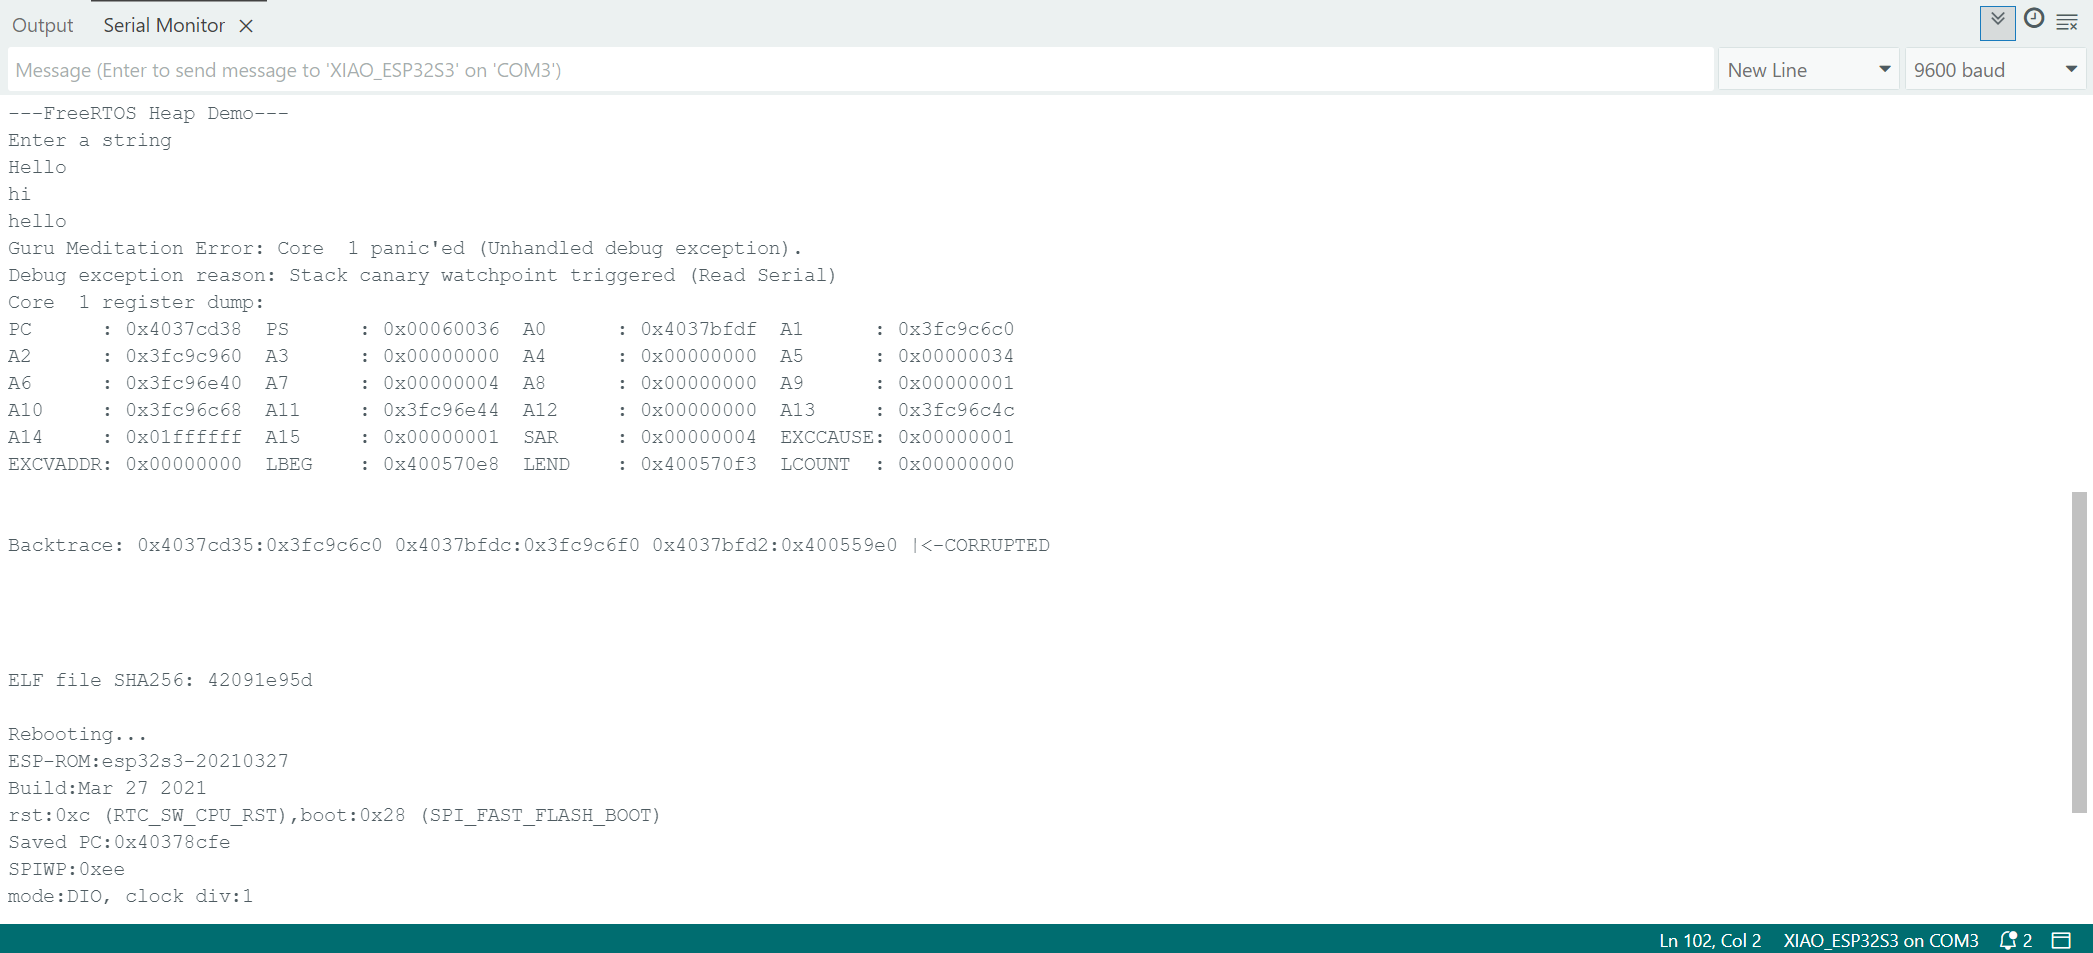 Output Serial Monitor
Message (Enter to send message to 'XIAO_ESP32S3' on 'COM3') New Line 9600 baud
---FreeRTOS Heap Demo---
Enter a string
Hello
hi
hello
Guru Meditation Error: Core  1 panic'ed (Unhandled debug exception).
Debug exception reason: Stack canary watchpoint triggered (Read Serial)
Core  1 register dump:
PC      : 0x4037cd38  PS      : 0x00060036  A0      : 0x4037bfdf  A1      : 0x3fc9c6c0
A2      : 0x3fc9c960  A3      : 0x00000000  A4      : 0x00000000  A5      : 0x00000034
A6      : 0x3fc96e40  A7      : 0x00000004  A8      : 0x00000000  A9      : 0x00000001
A10     : 0x3fc96c68  A11     : 0x3fc96e44  A12     : 0x00000000  A13     : 0x3fc96c4c
A14     : 0x01ffffff  A15     : 0x00000001  SAR     : 0x00000004  EXCCAUSE: 0x00000001
EXCVADDR: 0x00000000  LBEG    : 0x400570e8  LEND    : 0x400570f3  LCOUNT  : 0x00000000
Backtrace: 0x4037cd35:0x3fc9c6c0 0x4037bfdc:0x3fc9c6f0 0x4037bfd2:0x400559e0 |<-CORRUPTED
ELF file SHA256: 42091e95d
Rebooting...
ESP-ROM:esp32s3-20210327
Build:Mar 27 2021
rst:0xc (RTC_SW_CPU_RST),boot:0x28 (SPI_FAST_FLASH_BOOT)
Saved PC:0x40378cfe
SPIWP:0xee
mode:DIO, clock div:1
Ln 102, Col 2 XIAO_ESP32S3 on COM3 2